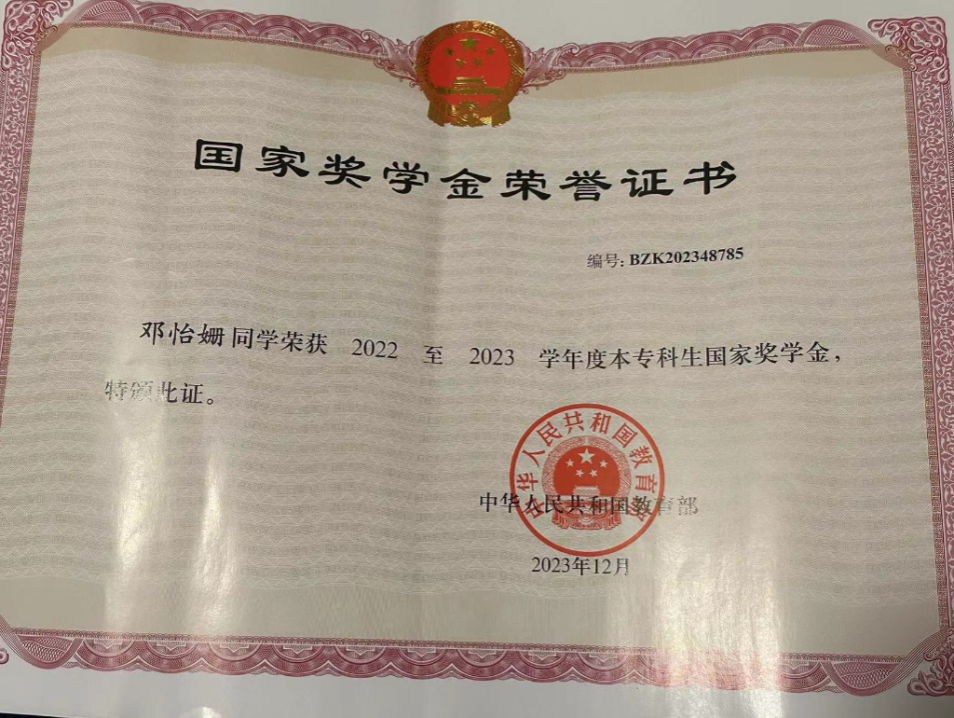 国家奖学金荣誉证书
编号: BZK202348785
邓怡姗同学荣获 2022 至 2023 学年度本专科生国家奖学金,
特颁此证。
中华人民共和国教育部
中华人民共和国教育部
2023年12月